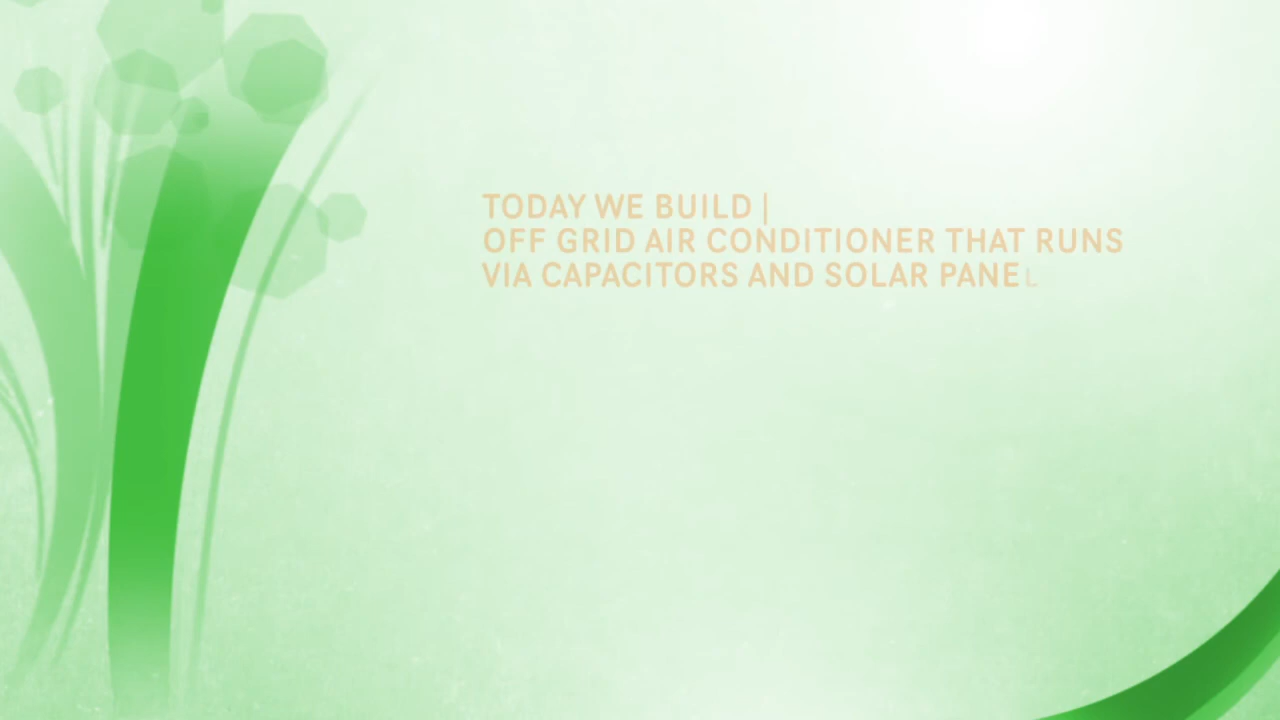 TODAY WE BUILD |
OFF GRID AIR CONDITIONER THAT RUNS
VIA CAPACITORS AND SOLAR PANEL